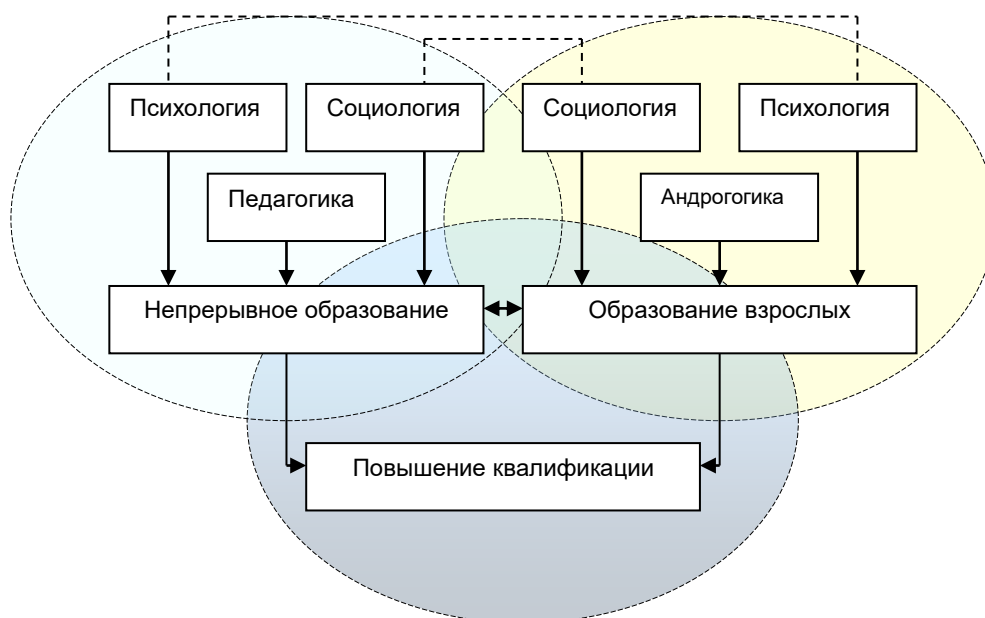 Психология
Социология
Социология
Психология
Педагогика
Андрогогика
Непрерывное образование
Образование взрослых
Повышение квалификации